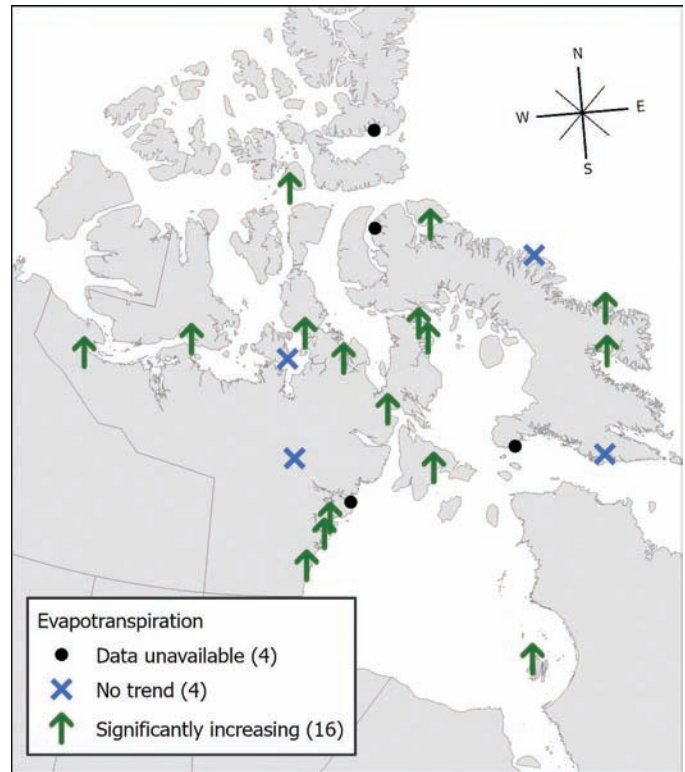 N
W E
S
Evapotranspiration
Data unavailable (4)
No trend (4)
Significantly increasing (16)